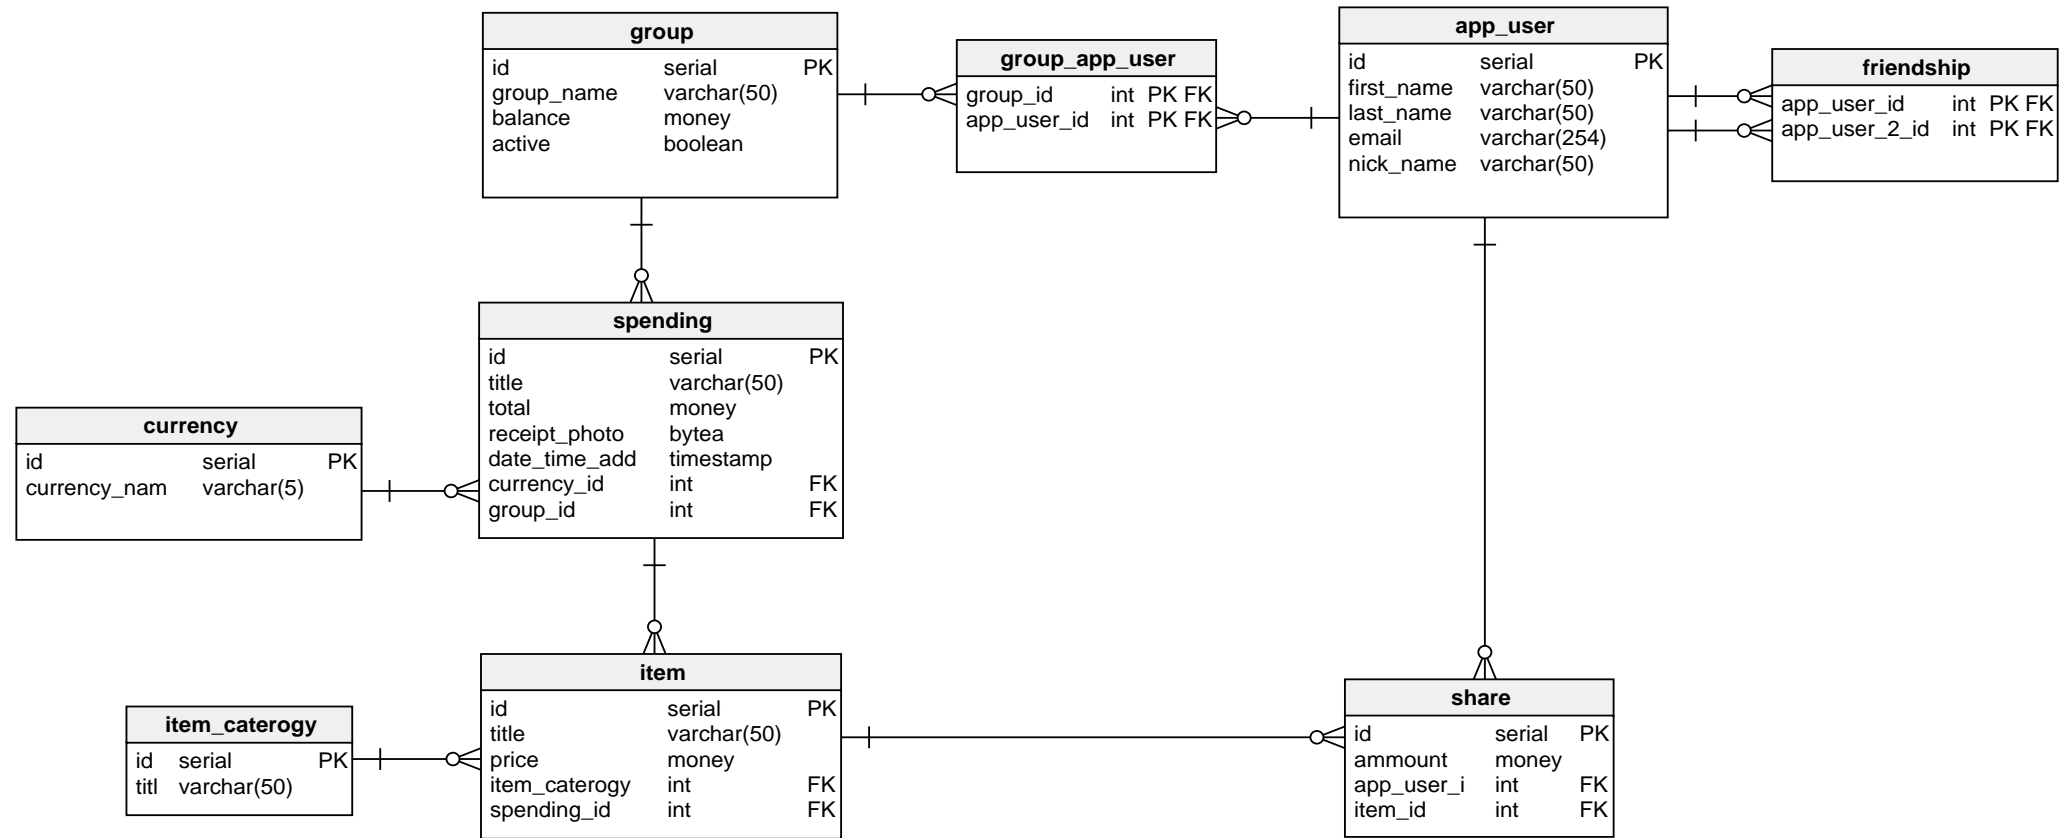 group
id serial PK
group_name varchar(50)
balance money
active boolean
group_app_user
group_id int PK FK
app_user_id int PK FK
app_user
id serial PK
first_name varchar(50)
last_name varchar(50)
email varchar(254)
nick_name varchar(50)
friendship
app_user_id int PK FK
app_user_2_id int PK FK
spending
id serial PK
title varchar(50)
total money
receipt_photo bytea
date_time_add timestamp
currency_id int FK
group_id int FK
currency
id serial PK
currency_nam varchar(5)
item
id serial PK
title varchar(50)
price money
item_caterogy int FK
spending_id int FK
item_caterogy
id serial PK
titl varchar(50)
share
id serial PK
ammount money
app_user_i int FK
item_id int FK